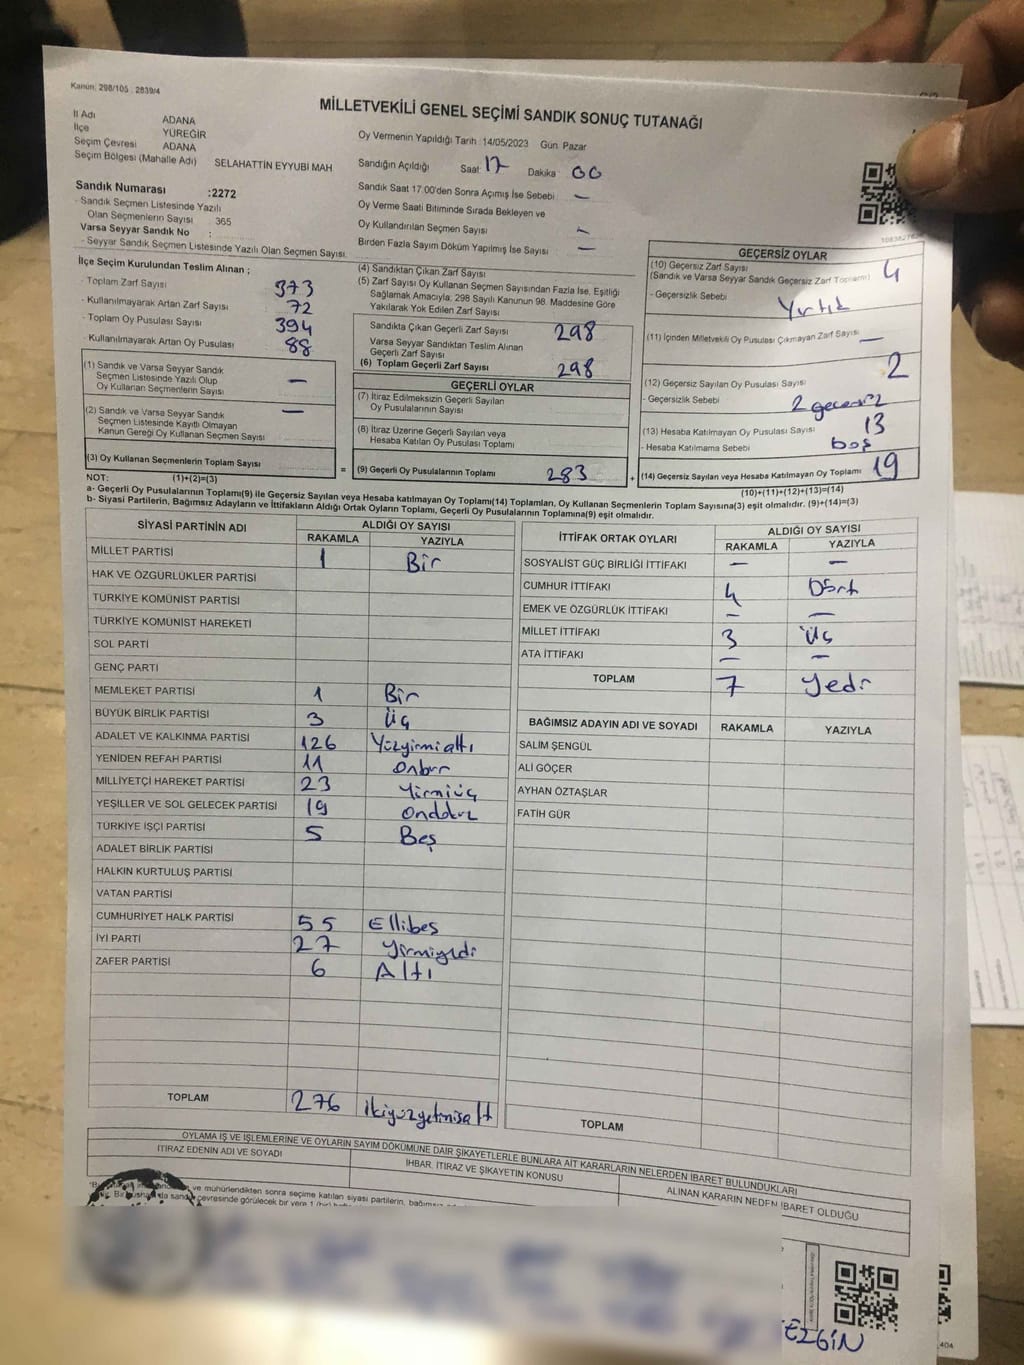 Kanun: 298/105 . 2839/4
MİLLETVEKİLİ GENEL SEÇİMİ SANDIK SONUÇ TUTANAĞI
İl Adı ADANA
İlçe YÜREĞİR
Seçim Çevresi ADANA
Seçim Bölgesi (Mahalle Adı) SELAHATTİN EYYUBİ MAH
Sandık Numarası :2272
- Sandık Seçmen Listesinde Yazılı
Olan Seçmenlerin Sayısı 365
Varsa Seyyar Sandık No :
- Seyyar Sandık Seçmen Listesinde Yazılı Olan Seçmen Sayısı
Oy Vermenin Yapıldığı Tarih :14/05/2023 Gün: Pazar
Sandığın Açıldığı Saat: 17 Dakika: 00
Sandık Saat 17.00'den Sonra Açımış İse Sebebi –
Oy Verme Saati Bitiminde Sırada Bekleyen ve
Oy Kullandırılan Seçmen Sayısı –
Birden Fazla Sayım Döküm Yapılmış İse Sayısı –
İlçe Seçim Kurulundan Teslim Alınan ;
- Toplam Zarf Sayısı 373
- Kullanılmayarak Artan Zarf Sayısı 72
- Toplam Oy Pusulası Sayısı 394
- Kullanılmayarak Artan Oy Pusulası 88
(1) Sandık ve Varsa Seyyar Sandık
Seçmen Listesinde Yazılı Olup
Oy Kullanan Seçmenlerin Sayısı –
(2) Sandık ve Varsa Seyyar Sandık
Seçmen Listesinde Kayıtlı Olmayan
Kanun Gereği Oy Kullanan Seçmen Sayısı –
(3) Oy Kullanan Seçmenlerin Toplam Sayısı
(4) Sandıktan Çıkan Zarf Sayısı
(5) Zarf Sayısı Oy Kullanan Seçmen Sayısından Fazla İse, Eşitliği
Sağlamak Amacıyla; 298 Sayılı Kanunun 98. Maddesine Göre
Yakılarak Yok Edilen Zarf Sayısı
Sandıkta Çıkan Geçerli Zarf Sayısı 298
Varsa Seyyar Sandıktan Teslim Alınan
Geçerli Zarf Sayısı
(6) Toplam Geçerli Zarf Sayısı 298
GEÇERLİ OYLAR
(7) İtiraz Edilmeksizin Geçerli Sayılan
Oy Pusulalarının Sayısı
(8) İtiraz Üzerine Geçerli Sayılan veya
Hesaba Katılan Oy Pusulası Toplamı
= (9) Geçerli Oy Pusulalarının Toplamı 283 +
GEÇERSİZ OYLAR
(10) Geçersiz Zarf Sayısı
(Sandık ve Varsa Seyyar Sandık Geçersiz Zarf Toplamı) 4
- Geçersizlik Sebebi Yırtık
(11) İçinden Milletvekili Oy Pusulası Çıkmayan Zarf Sayısı –
(12) Geçersiz Sayılan Oy Pusulası Sayısı 2
- Geçersizlik Sebebi 2 geçersiz
(13) Hesaba Katılmayan Oy Pusulası Sayısı 13
- Hesaba Katılmama Sebebi boş
(14) Geçersiz Sayılan veya Hesaba Katılmayan Oy Toplamı 19
NOT: (1)+(2)=(3) (10)+(11)+(12)+(13)=(14)
a- Geçerli Oy Pusulalarının Toplamı(9) ile Geçersiz Sayılan veya Hesaba katılmayan Oy Toplamı(14) Toplamları, Oy Kullanan Seçmenlerin Toplam Sayısına(3) eşit olmalıdır. (9)+(14)=(3)
b- Siyasi Partilerin, Bağımsız Adayların ve İttifakların Aldığı Ortak Oyların Toplamı, Geçerli Oy Pusulalarının Toplamına(9) eşit olmalıdır.
SİYASİ PARTİNİN ADI ALDIĞI OY SAYISI
RAKAMLA YAZIYLA
MİLLET PARTİSİ 1 Bir
HAK VE ÖZGÜRLÜKLER PARTİSİ
TÜRKİYE KOMÜNİST PARTİSİ
TÜRKİYE KOMÜNİST HAREKETİ
SOL PARTİ
GENÇ PARTİ
MEMLEKET PARTİSİ 1 Bir
BÜYÜK BİRLİK PARTİSİ 3 Üç
ADALET VE KALKINMA PARTİSİ 126 Yüzyirmialtı
YENİDEN REFAH PARTİSİ 11 Onbir
MİLLİYETÇİ HAREKET PARTİSİ 23 Yirmiüç
YEŞİLLER VE SOL GELECEK PARTİSİ 19 Ondokuz
TÜRKİYE İŞÇİ PARTİSİ 5 Beş
ADALET BİRLİK PARTİSİ
HALKIN KURTULUŞ PARTİSİ
VATAN PARTİSİ
CUMHURİYET HALK PARTİSİ 55 Ellibeş
İYİ PARTİ 27 Yirmiyedi
ZAFER PARTİSİ 6 Altı
TOPLAM 276 İkiyüzyetmişalt
İTTİFAK ORTAK OYLARI ALDIĞI OY SAYISI
RAKAMLA YAZIYLA
SOSYALİST GÜÇ BİRLİĞİ İTTİFAKI – –
CUMHUR İTTİFAKI 4 Dört
EMEK VE ÖZGÜRLÜK İTTİFAKI – –
MİLLET İTTİFAKI 3 Üç
ATA İTTİFAKI – –
TOPLAM 7 Yedi
BAĞIMSIZ ADAYIN ADI VE SOYADI RAKAMLA YAZIYLA
SALİM ŞENGÜL
ALİ GÖÇER
AYHAN ÖZTAŞLAR
FATİH GÜR
TOPLAM
OYLAMA İŞ VE İŞLEMLERİNE VE OYLARIN SAYIM DÖKÜMÜNE DAİR ŞİKAYETLERLE BUNLARA AİT KARARLARIN NELERDEN İBARET BULUNDUKLARI
İTİRAZ EDENİN ADI VE SOYADI
İHBAR, İTİRAZ VE ŞİKAYETİN KONUSU
ALINAN KARARIN NEDEN İBARET OLDUĞU
ve mühürlendikten sonra seçime katılan siyasi partilerin, bağımsız
çevresinde görülecek bir yere 1 (bir)
EZGİN
404